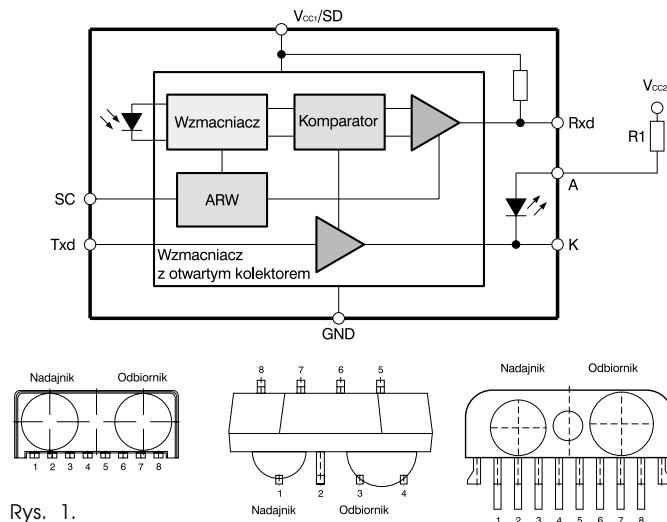 VCC1/SD
VCC2
Wzmacniacz
Komparator
Rxd
R1
ARW
A
SC
Txd
K
Wzmacniacz
z otwartym kolektorem
GND
Nadajnik Odbiornik
1 2 3 4 5 6 7 8
8 7 6 5
1 2 3 4
Nadajnik Odbiornik
Nadajnik Odbiornik
1 2 3 4 5 6 7 8
Rys. 1.